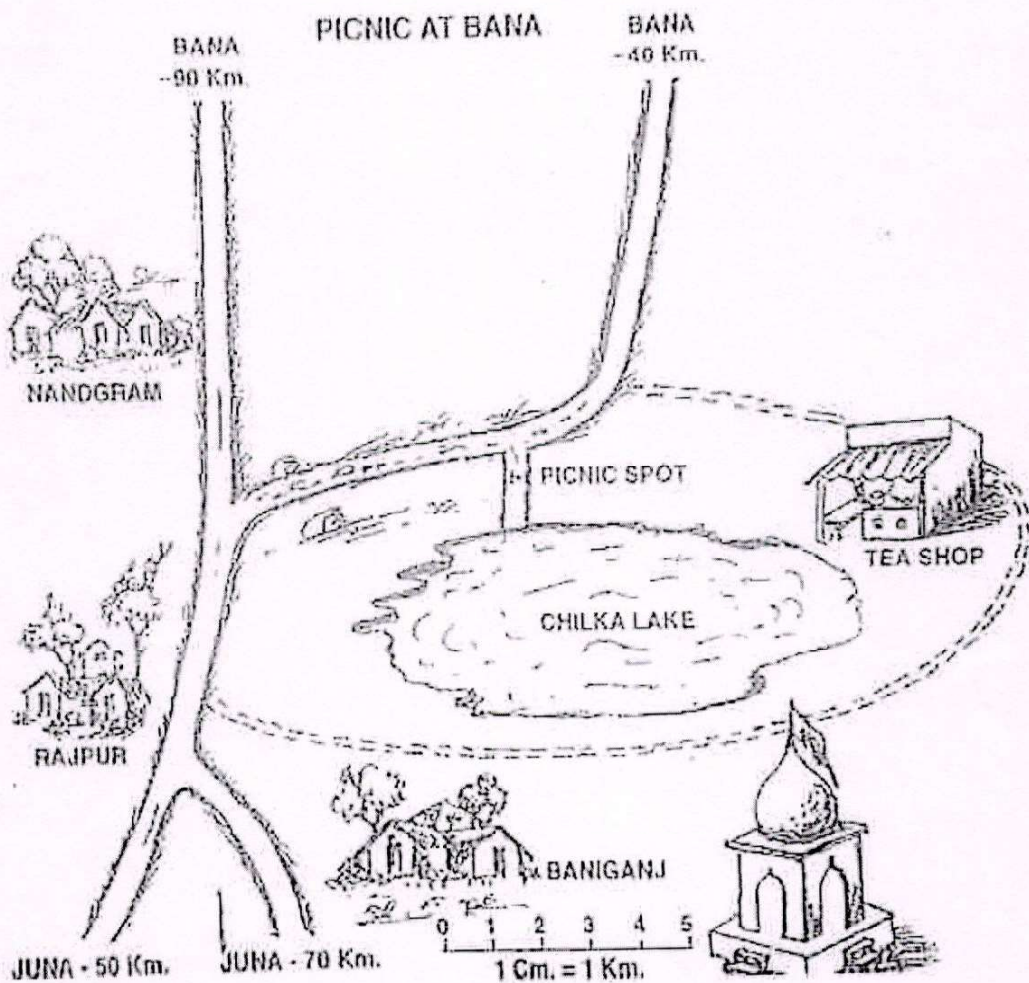 PICNIC AT BANA
BANA
-90 Km.
BANA
-40 Km.
NANDGRAM
PICNIC SPOT
TEA SHOP
CHILKA LAKE
RAJPUR
BANIGANJ
0 1 2 3 4 5
1 Cm. = 1 Km.
JUNA - 50 Km.
JUNA - 70 Km.